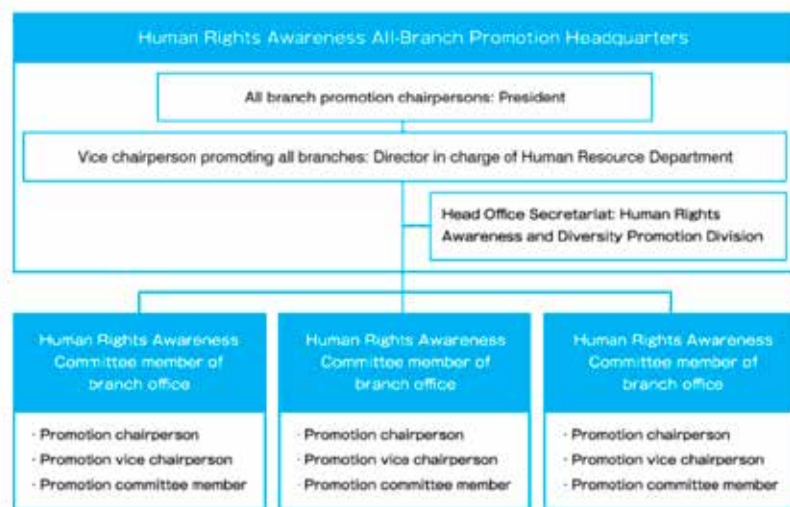 Human Rights Awareness All-Branch Promotion Headquarters
All branch promotion chairpersons: President
Vice chairperson promoting all branches: Director in charge of Human Resource Department
Head Office Secretariat: Human Rights
Awareness and Diversity Promotion Division
Human Rights Awareness
Committee member of
branch office
· Promotion chairperson
· Promotion vice chairperson
· Promotion committee member
Human Rights Awareness
Committee member of
branch office
· Promotion chairperson
· Promotion vice chairperson
· Promotion committee member
Human Rights Awareness
Committee member of
branch office
· Promotion chairperson
· Promotion vice chairperson
· Promotion committee member